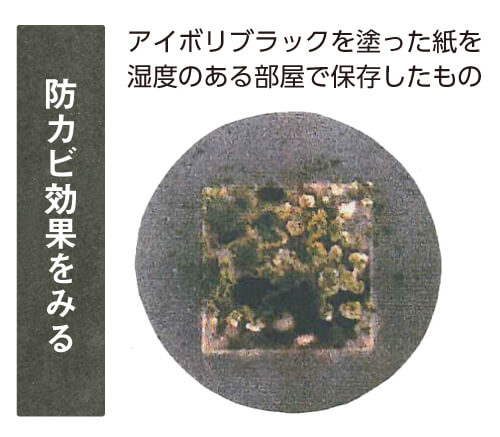 防カビ効果をみる
アイボリブラックを塗った紙を
湿度のある部屋で保存したもの